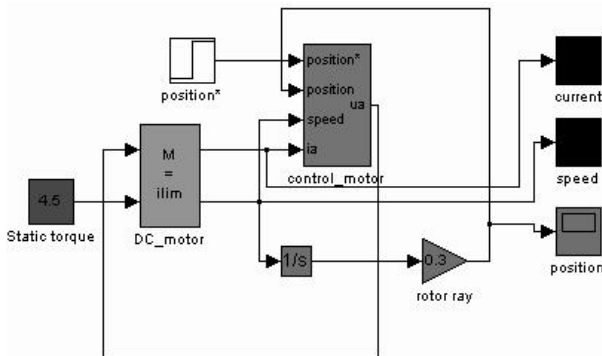 position*
position*
position
speed
ia
ua
control_motor
current
speed
position
M
=
ilim
DC_motor
4.5
Static torque
1/s
0.3
rotor ray